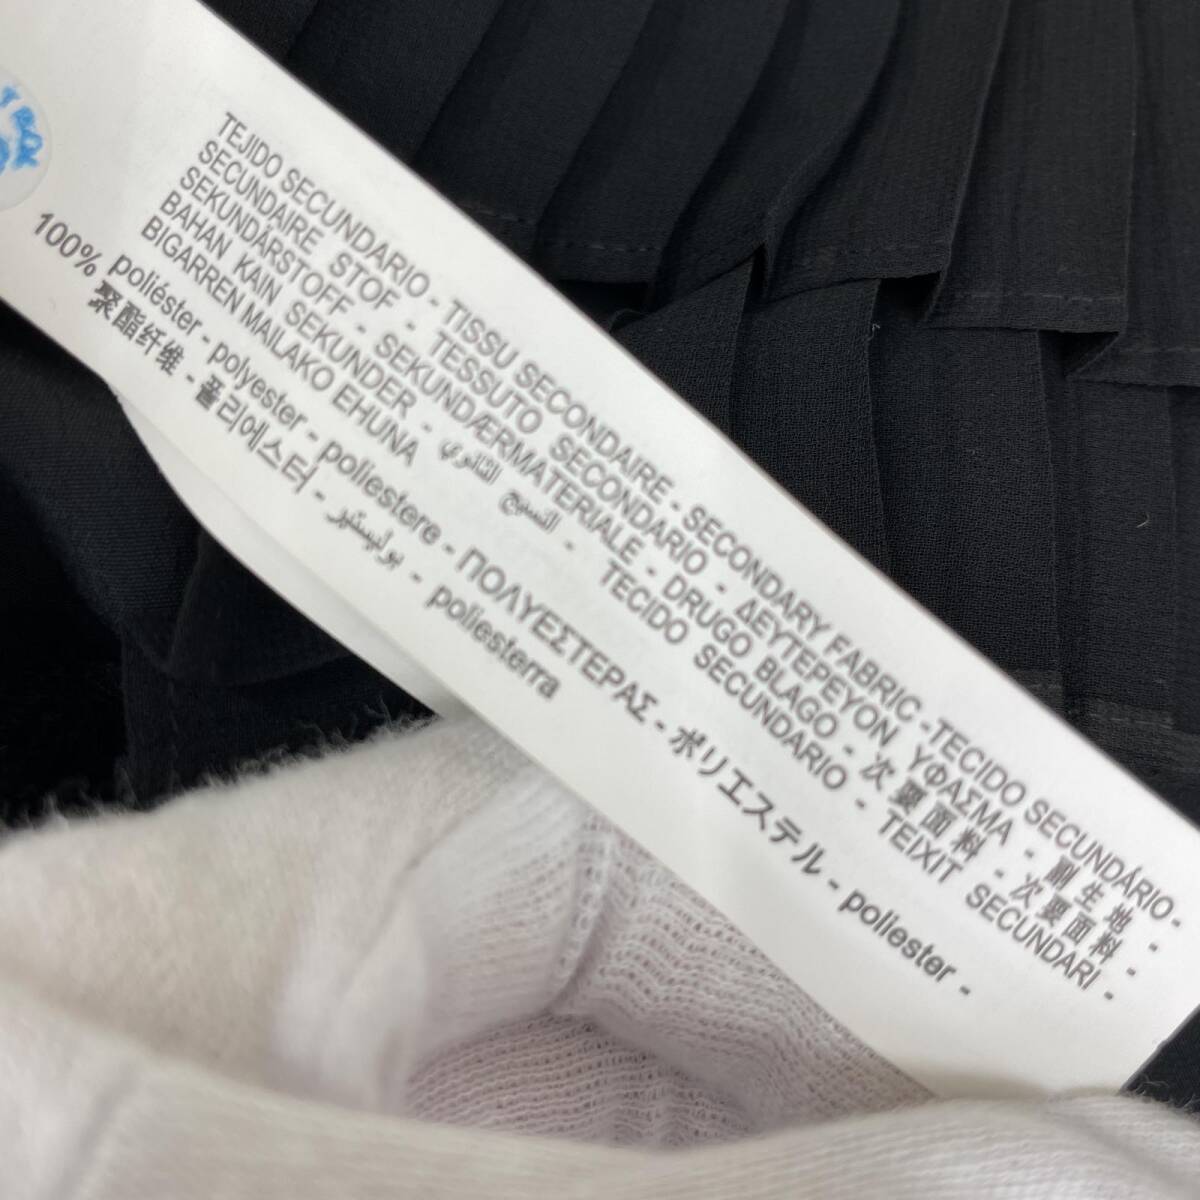 TEJIDO SECUNDARIO - TISSU SECONDAIRE - SECONDARY FABRIC - TECIDO SECUNDÁRIO -
SECUNDAIRE STOF - TESSUTO SECONDARIO - ΔΕΥΤΕΡΕΥΟΝ ΥΦΑΣΜΑ - 副生地 -
SEKUNDÁRSTOFF - SEKUNDÆRMATERIALE - DRUGO BLAGO - 次要面料 - 次要面料 -
BAHAN KAIN SEKUNDER - النسيج الثانوي - TECIDO SECUNDARIO - TEIXIT SECUNDARI -
BIGARREN MAILAKO EHUNA
100% poliéster - polyester - poliestere - ΠΟΛΥΕΣΤΕΡΑΣ - ポリエステル - poliester -
聚酯纤维 - 폴리에스터 - بوليستير - poliesterra